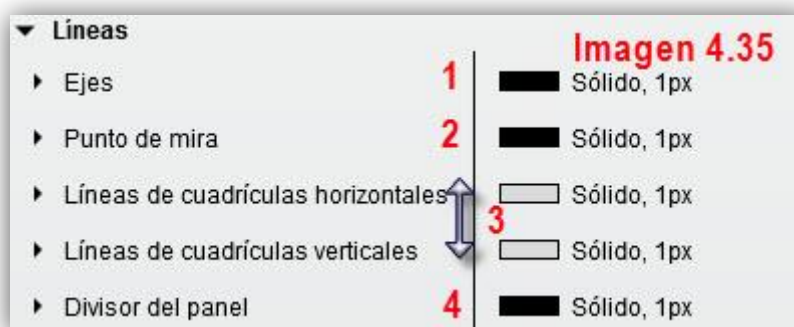 Líneas
Imagen 4.35
Ejes 1 Sólido, 1px
Punto de mira 2 Sólido, 1px
Líneas de cuadrículas horizontales Sólido, 1px
3
Líneas de cuadrículas verticales Sólido, 1px
Divisor del panel 4 Sólido, 1px